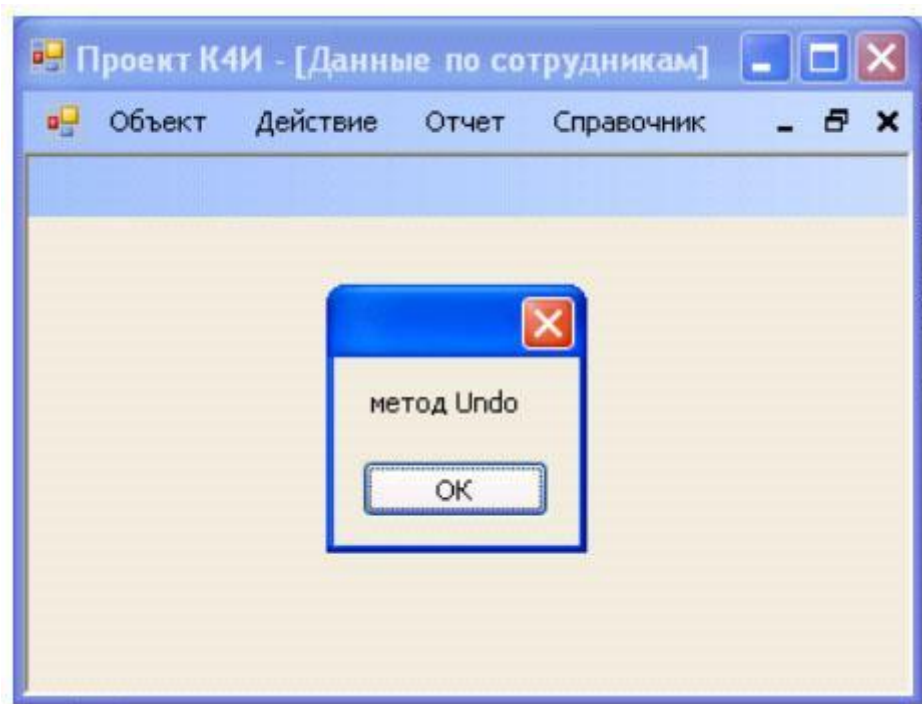 Проект К4И - [Данные по сотрудникам]
Объект Действие Отчет Справочник
метод Undo
OK